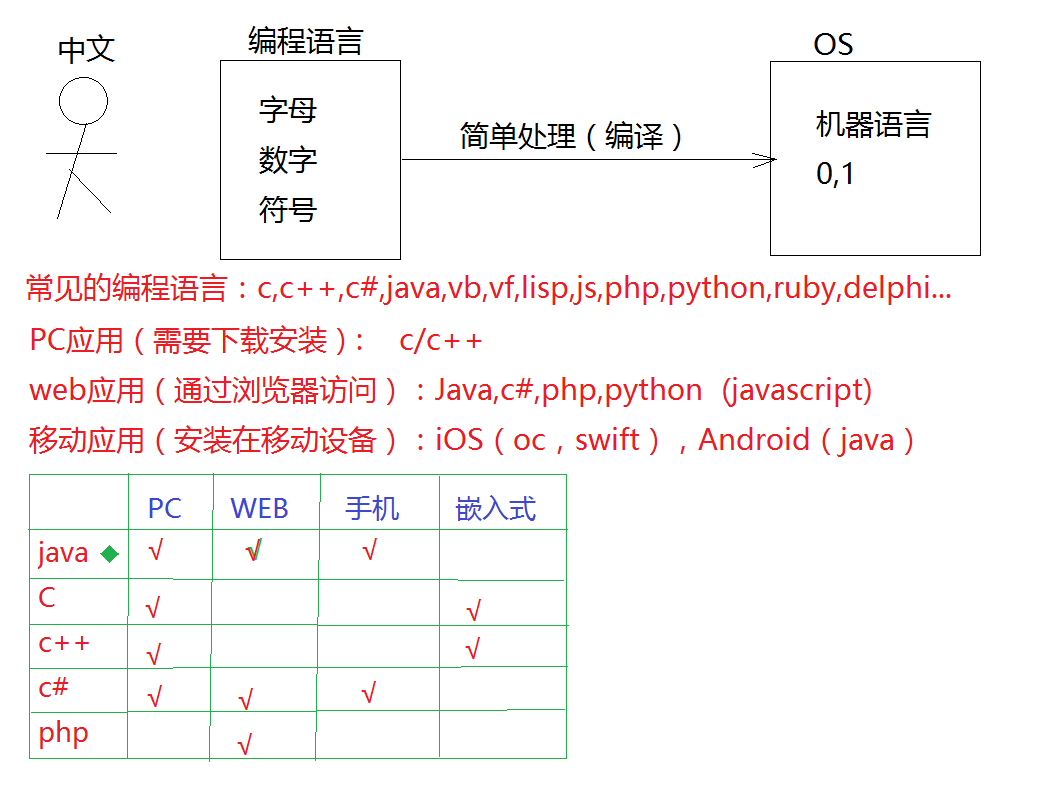 中文 编程语言 OS
字母
数字
符号
简单处理（编译）
机器语言
0,1
常见的编程语言：c,c++,c#,java,vb,vf,lisp,js,php,python,ruby,delphi...
PC应用（需要下载安装）: c/c++
web应用（通过浏览器访问）：Java,c#,php,python (javascript)
移动应用（安装在移动设备）：iOS（oc，swift），Android（java）
PC WEB 手机 嵌入式
java ◆ √ √ √
C √ √
c++ √ √
c# √ √ √
php √